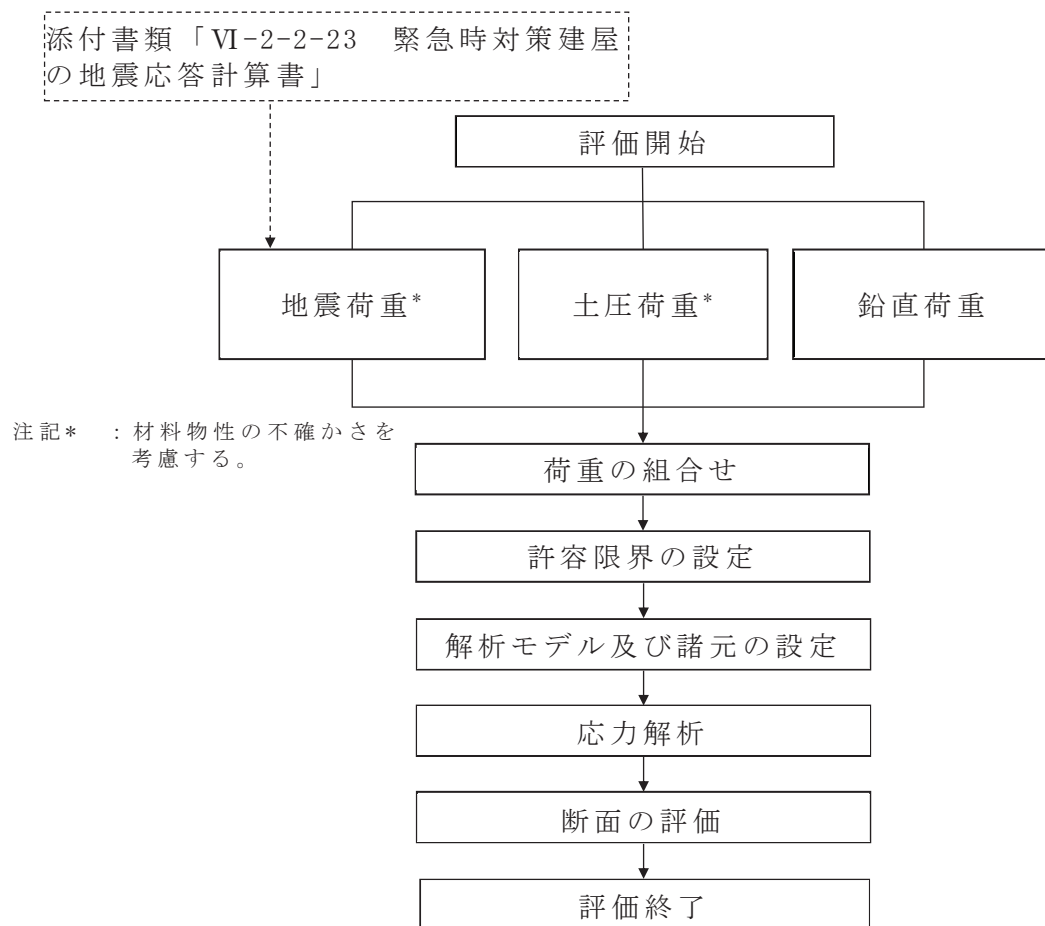 添付書類「Ⅵ-2-2-23　緊急時対策建屋
の地震応答計算書」
評価開始
地震荷重*
土圧荷重*
鉛直荷重
注記*　：材料物性の不確かさを
考慮する。
荷重の組合せ
許容限界の設定
解析モデル及び諸元の設定
応力解析
断面の評価
評価終了